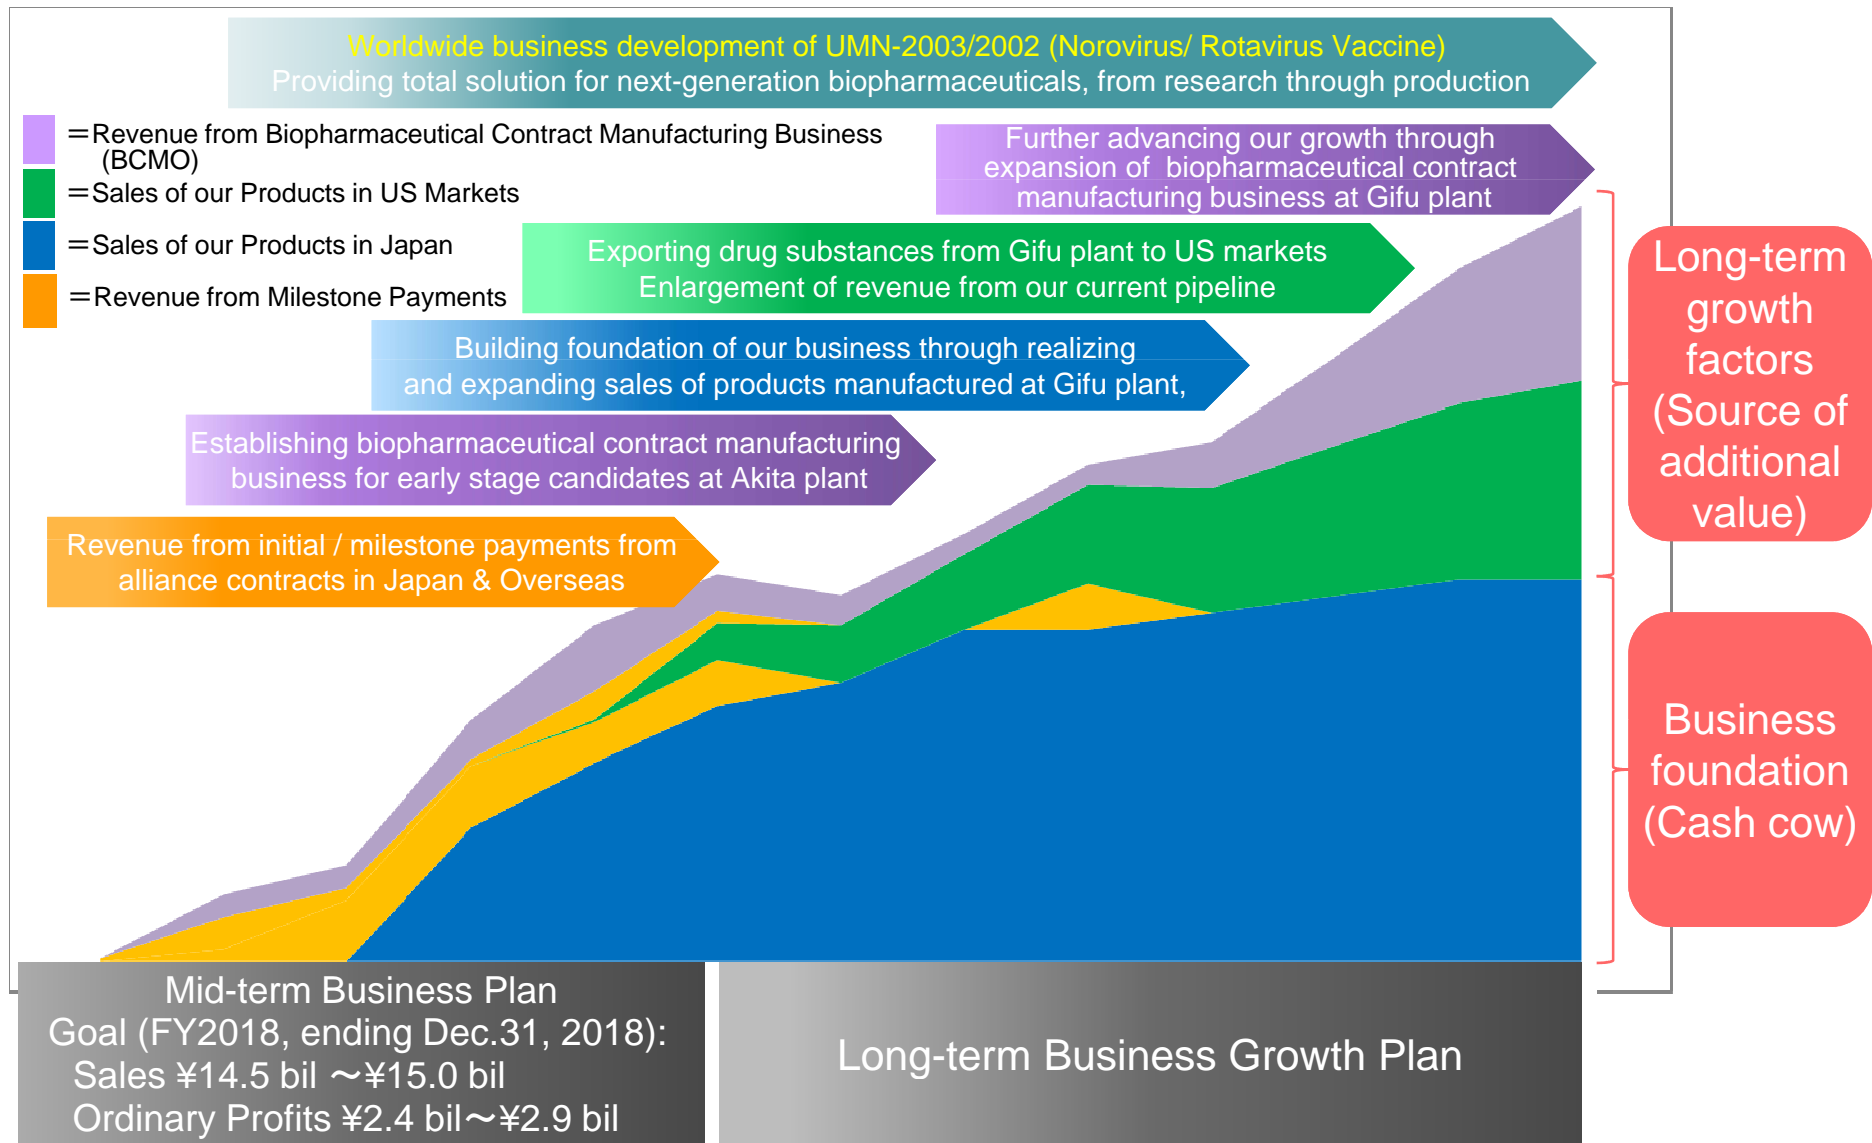 Worldwide business development of UMN-2003/2002 (Norovirus/ Rotavirus Vaccine)
Providing total solution for next-generation biopharmaceuticals, from research through production
＝Revenue from Biopharmaceutical Contract Manufacturing Business
(BCMO)
＝Sales of our Products in US Markets
＝Sales of our Products in Japan
＝Revenue from Milestone Payments
Further advancing our growth through
expansion of biopharmaceutical contract
manufacturing business at Gifu plant
Exporting drug substances from Gifu plant to US markets
Enlargement of revenue from our current pipeline
Building foundation of our business through realizing
and expanding sales of products manufactured at Gifu plant,
Establishing biopharmaceutical contract manufacturing
business for early stage candidates at Akita plant
Revenue from initial / milestone payments from
alliance contracts in Japan & Overseas
Long-term
growth
factors
(Source of
additional
value)
Business
foundation
(Cash cow)
Mid-term Business Plan
Goal (FY2018, ending Dec.31, 2018):
Sales ¥14.5 bil ～¥15.0 bil
Ordinary Profits ¥2.4 bil～¥2.9 bil
Long-term Business Growth Plan